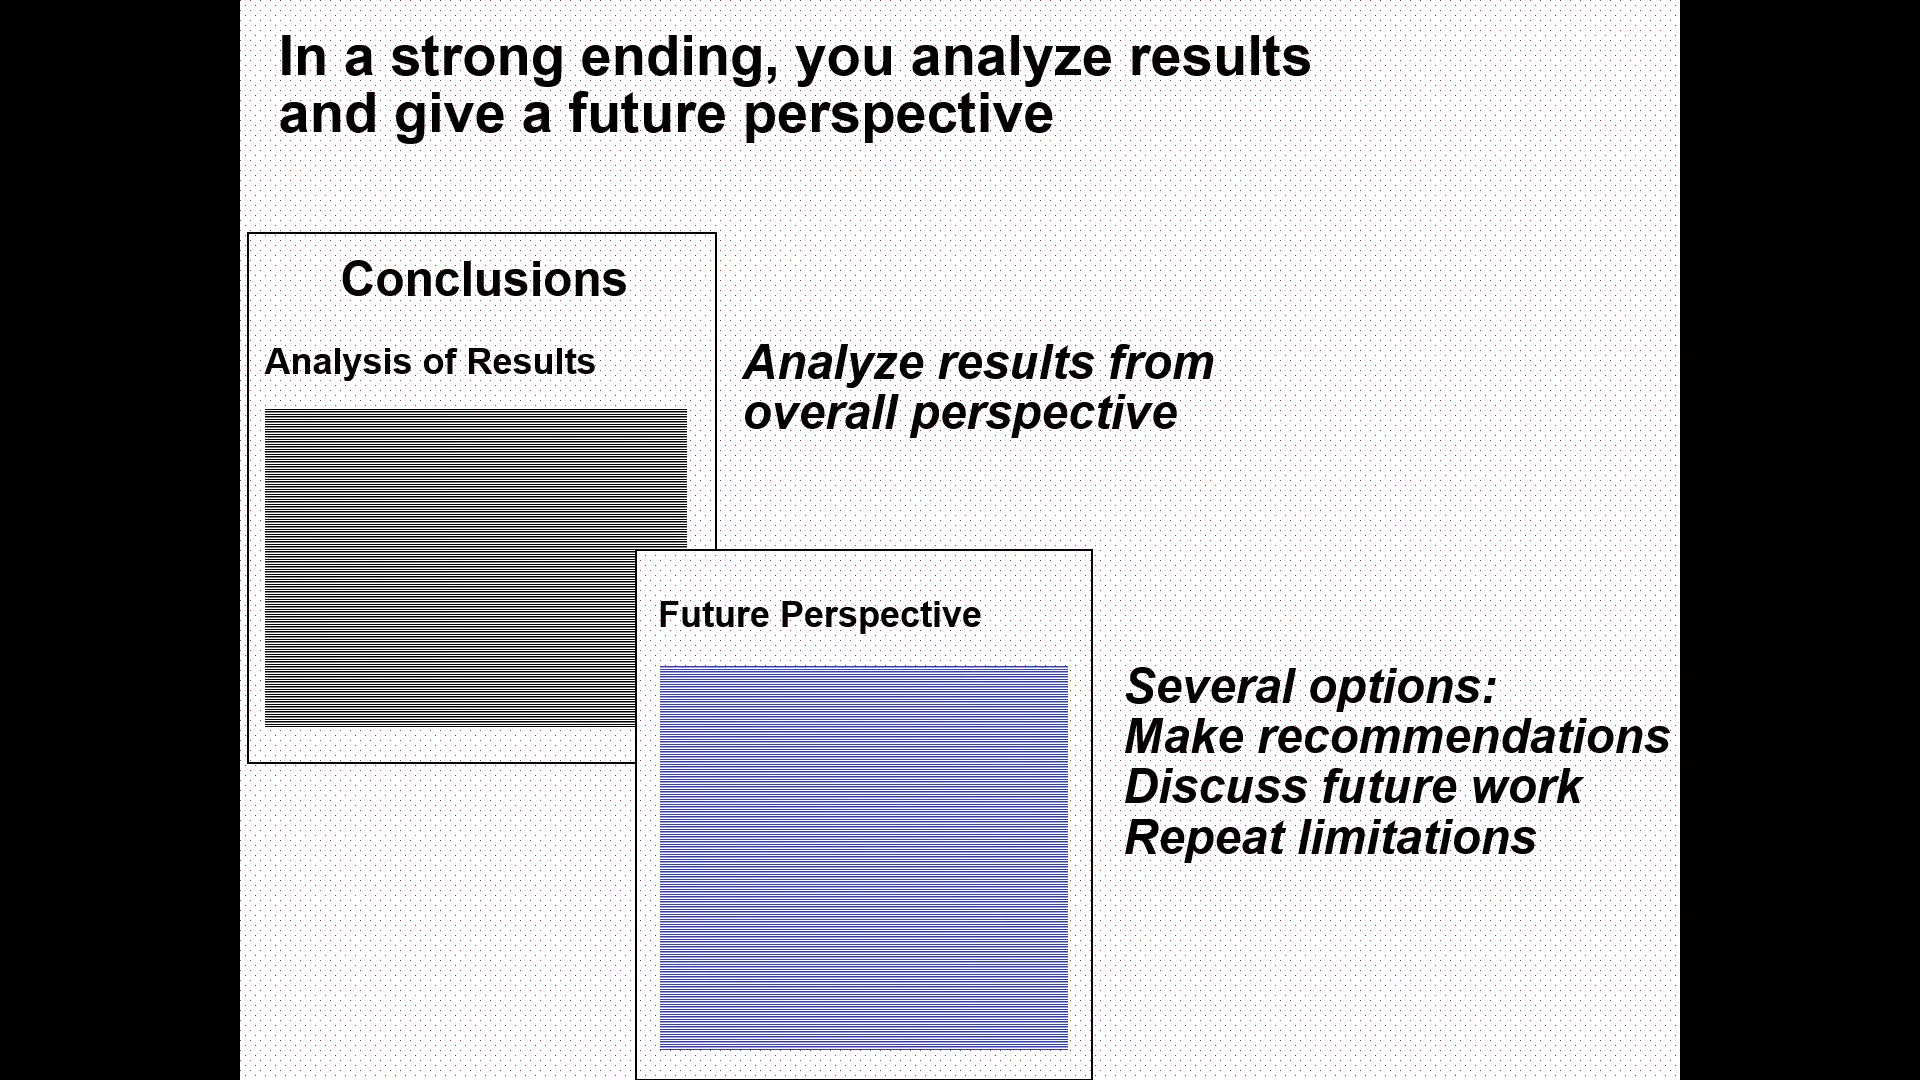 In a strong ending, you analyze results
and give a future perspective
Conclusions
Analysis of Results
Analyze results from
overall perspective
Future Perspective
Several options:
Make recommendations
Discuss future work
Repeat limitations